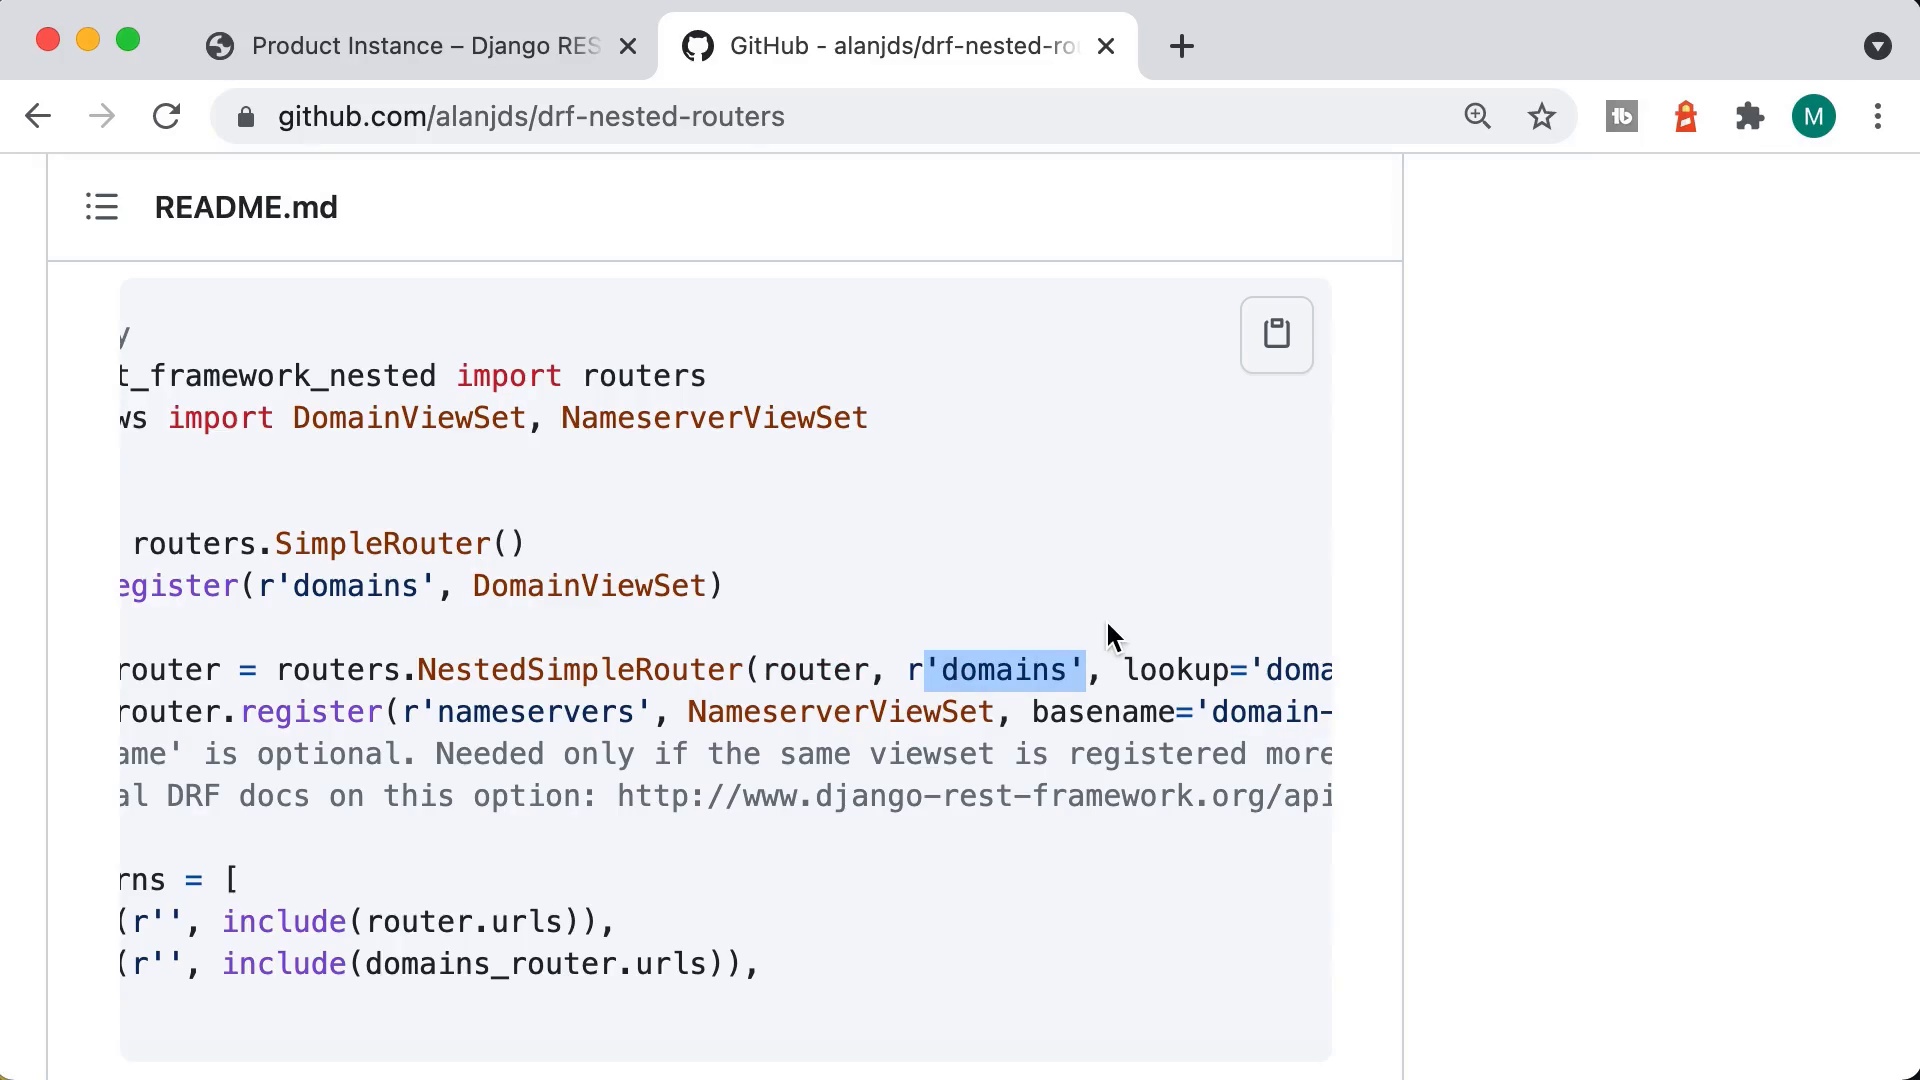 Product Instance – Django RES
GitHub - alanjds/drf-nested-ro
github.com/alanjds/drf-nested-routers
M
README.md
y
t_framework_nested import routers
ws import DomainViewSet, NameserverViewSet
routers.SimpleRouter()
egister(r'domains', DomainViewSet)
router = routers.NestedSimpleRouter(router, r'domains', lookup='doma
router.register(r'nameservers', NameserverViewSet, basename='domain-
ame' is optional. Needed only if the same viewset is registered more
al DRF docs on this option: http://www.django-rest-framework.org/api
rns = [
(r'', include(router.urls)),
(r'', include(domains_router.urls)),